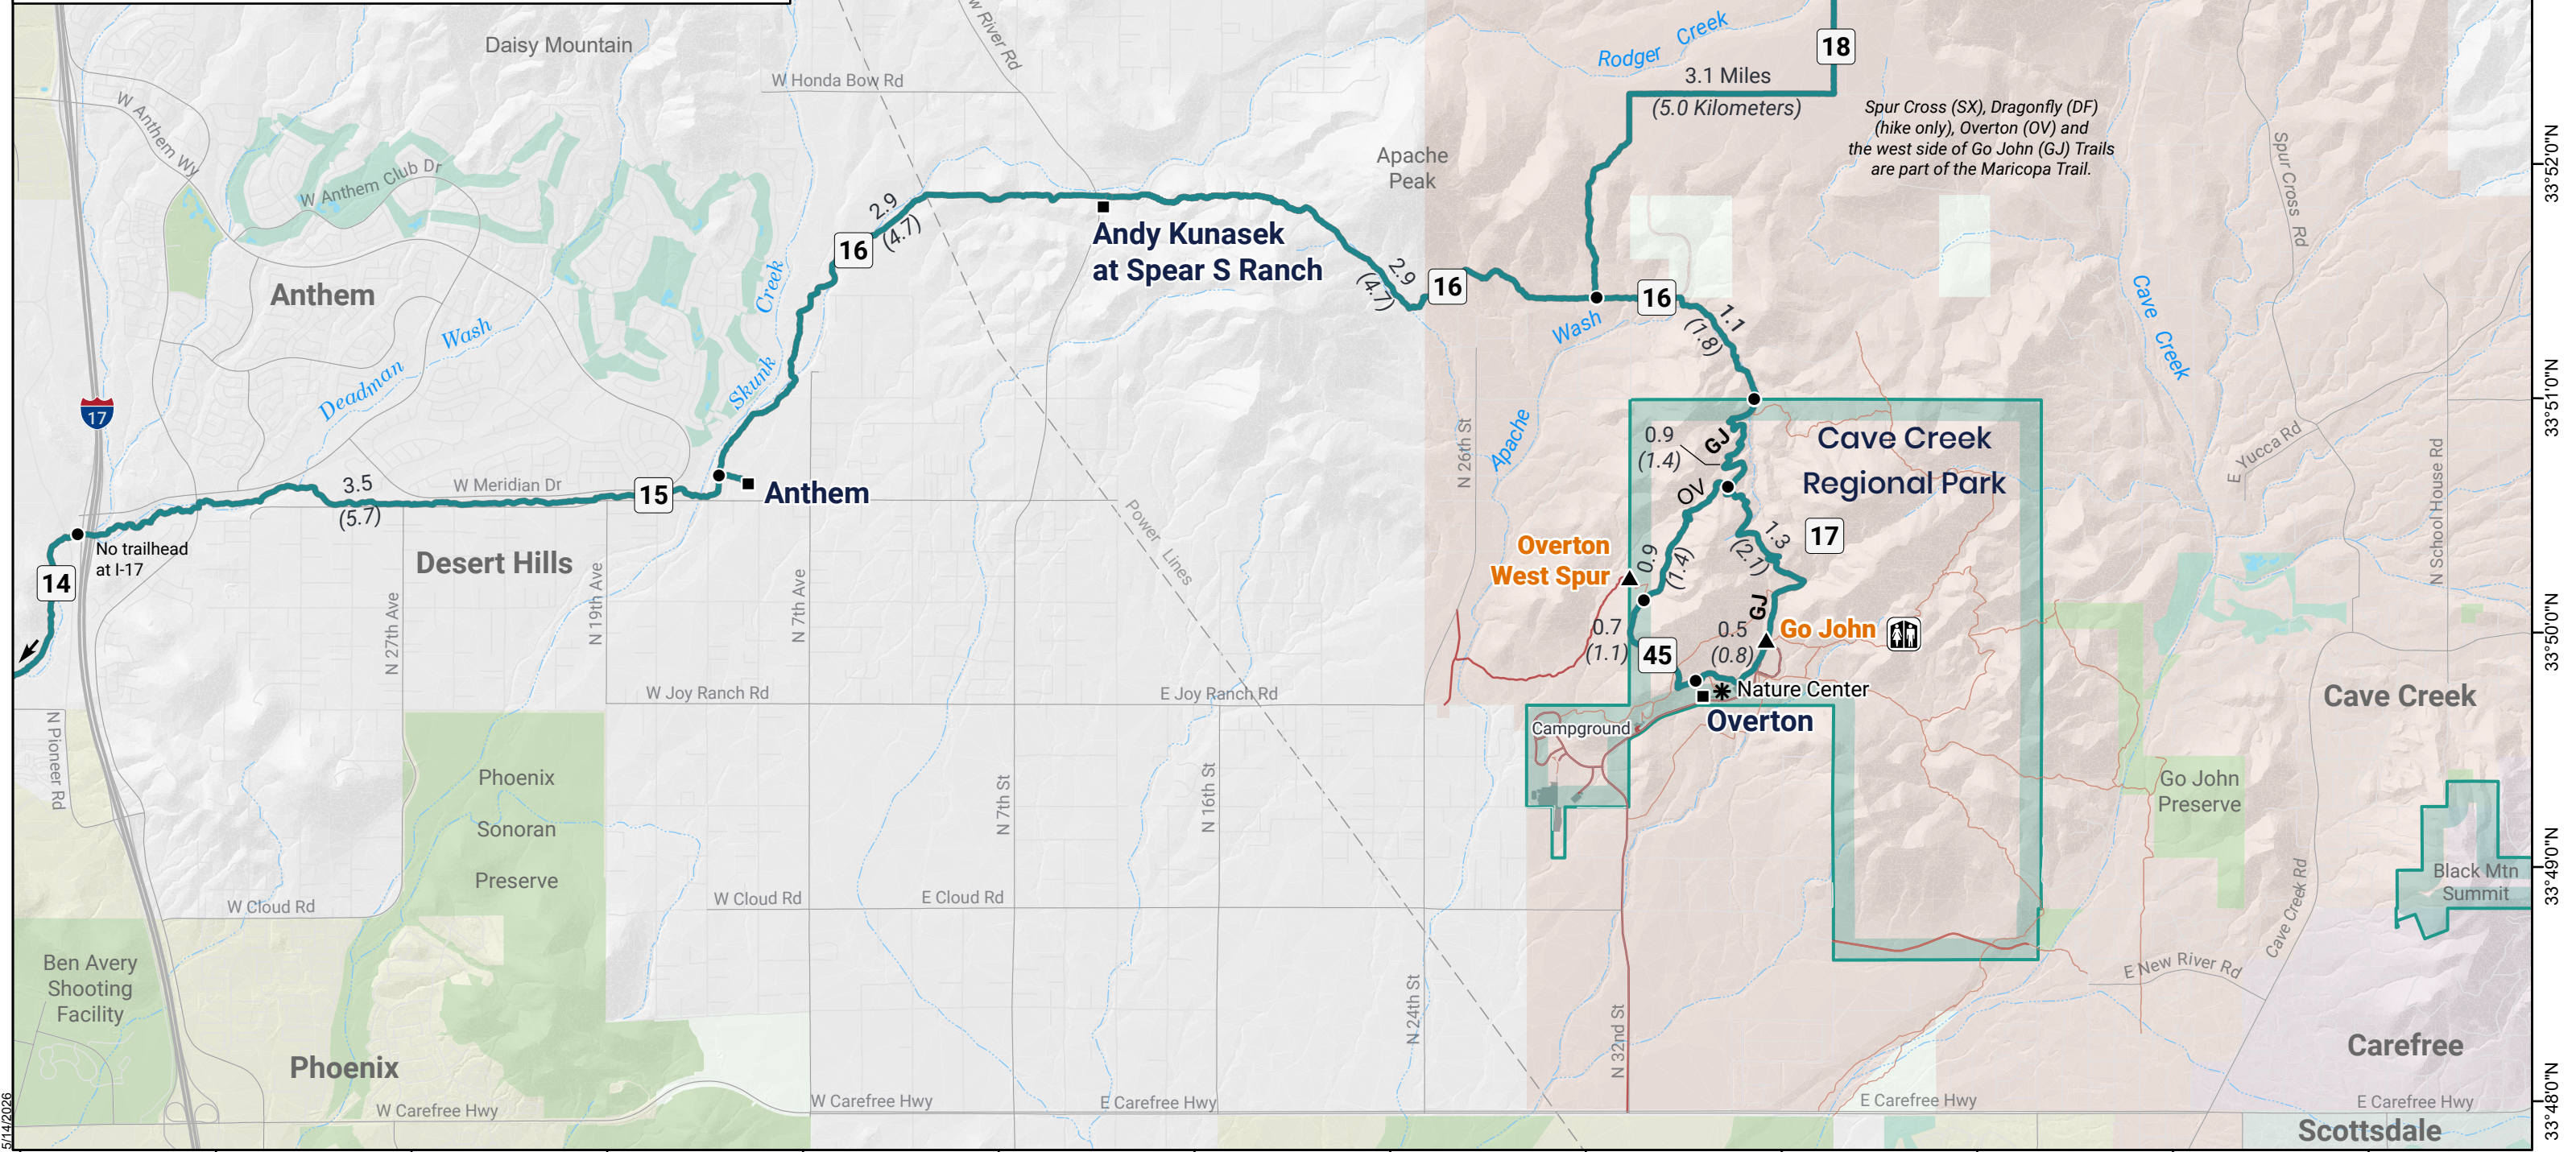 Daisy Mountain
W River Rd
W Honda Bow Rd
Rodger Creek
18
3.1 Miles
(5.0 Kilometers)
Spur Cross (SX), Dragonfly (DF)
(hike only), Overton (OV) and
the west side of Go John (GJ) Trails
are part of the Maricopa Trail.
33°52'0"N
W Anthem Wy
W Anthem Club Dr
Apache
Peak
Spur Cross Rd
2.9
(4.7)
16
Andy Kunasek
at Spear S Ranch
2.9
(4.7)
16
16
1.1
(1.8)
Anthem
Skunk Creek
Cave Creek
Deadman Wash
Apache Wash
17
33°51'0"N
N 26th St
0.9
(1.4)
GJ
Cave Creek
Regional Park
E Yucca Rd
N School House Rd
3.5
(5.7)
W Meridian Dr
15
Anthem
Power Lines
OV
No trailhead
at I-17
14
Desert Hills
Overton
West Spur
0.9
(1.4)
1.3
(2.1)
17
N 27th Ave
N 19th Ave
N 7th Ave
0.7
(1.1)
45
0.5
(0.8)
GJ
Go John
33°50'0"N
W Joy Ranch Rd
E Joy Ranch Rd
Nature Center
Overton
Campground
Cave Creek
N Pioneer Rd
Phoenix
Sonoran
Preserve
N 7th St
N 16th St
Go John
Preserve
33°49'0"N
Black Mtn
Summit
W Cloud Rd
W Cloud Rd
E Cloud Rd
Cave Creek Rd
Ben Avery
Shooting
Facility
E New River Rd
N 24th St
N 32nd St
Phoenix
Carefree
5/14/2026
W Carefree Hwy
W Carefree Hwy
E Carefree Hwy
E Carefree Hwy
E Carefree Hwy
33°48'0"N
Scottsdale